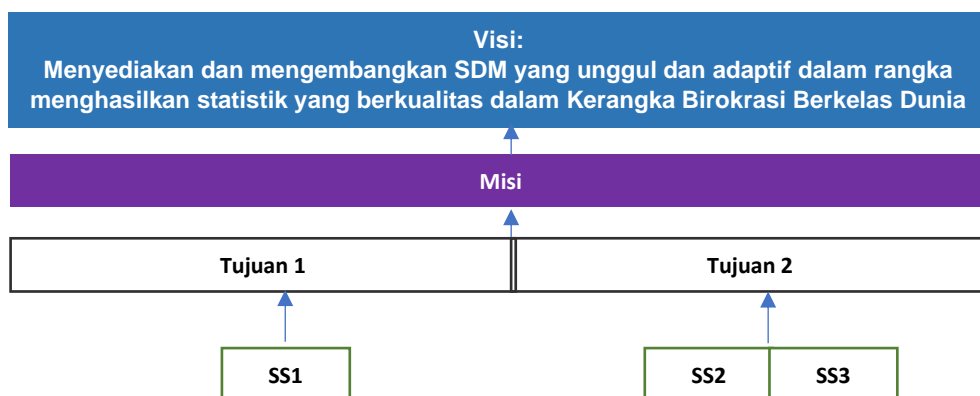 Visi:
Menyediakan dan mengembangkan SDM yang unggul dan adaptif dalam rangka
menghasilkan statistik yang berkualitas dalam Kerangka Birokrasi Berkelas Dunia
Misi
Tujuan 1
Tujuan 2
SS1
SS2
SS3